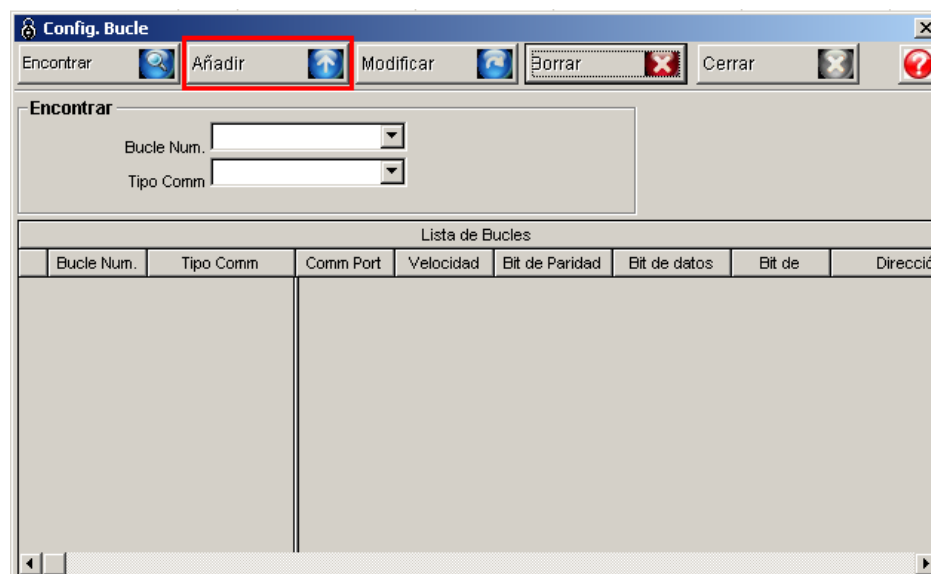 Config. Bucle
Encontrar Añadir Modificar Borrar Cerrar
Encontrar
Bucle Num.
Tipo Comm
Lista de Bucles
Bucle Num. Tipo Comm Comm Port Velocidad Bit de Paridad Bit de datos Bit de Direcció